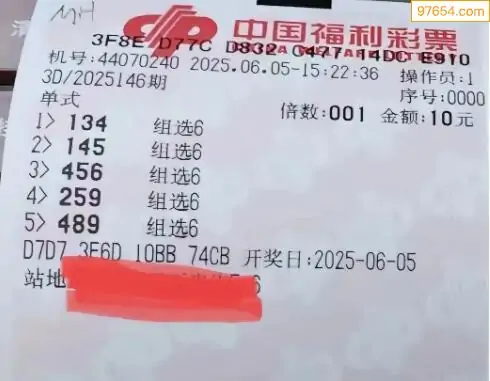 97654.com
MH
中国福利彩票
3F8E D77C D832 C477 14DC E910
机号:44070240 2025.06.05-15:22:36 操作员:1
3D/2025146期 序号:0000
单式 倍数:001 金额:10元
1> 134 组选6
2> 145 组选6
3> 456 组选6
4> 259 组选6
5> 489 组选6
D7D7 3E6D 10BB 74CB 开奖日:2025-06-05
站地